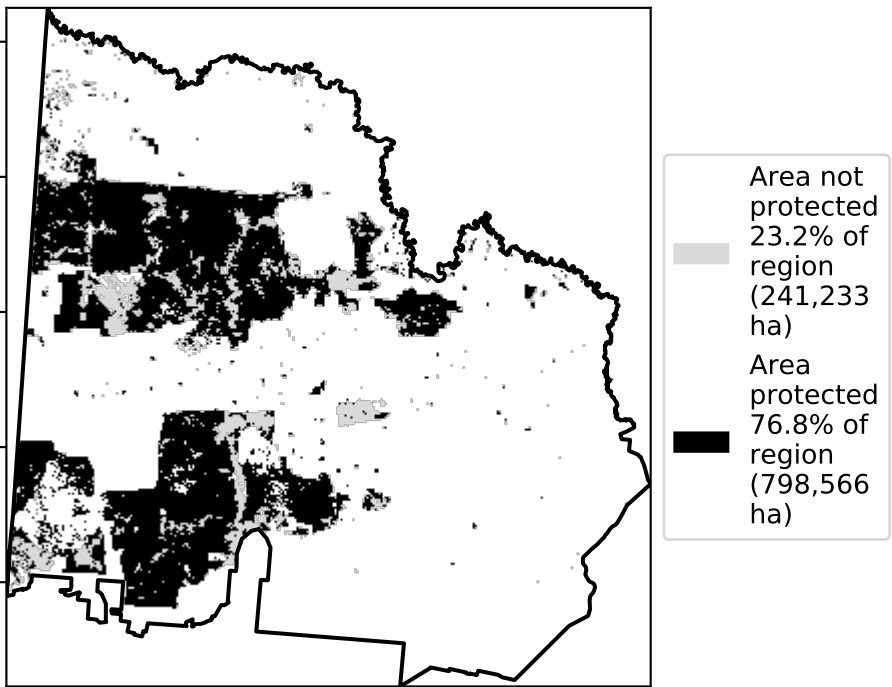 Area not
protected
23.2% of
region
(241,233
ha)
Area
protected
76.8% of
region
(798,566
ha)